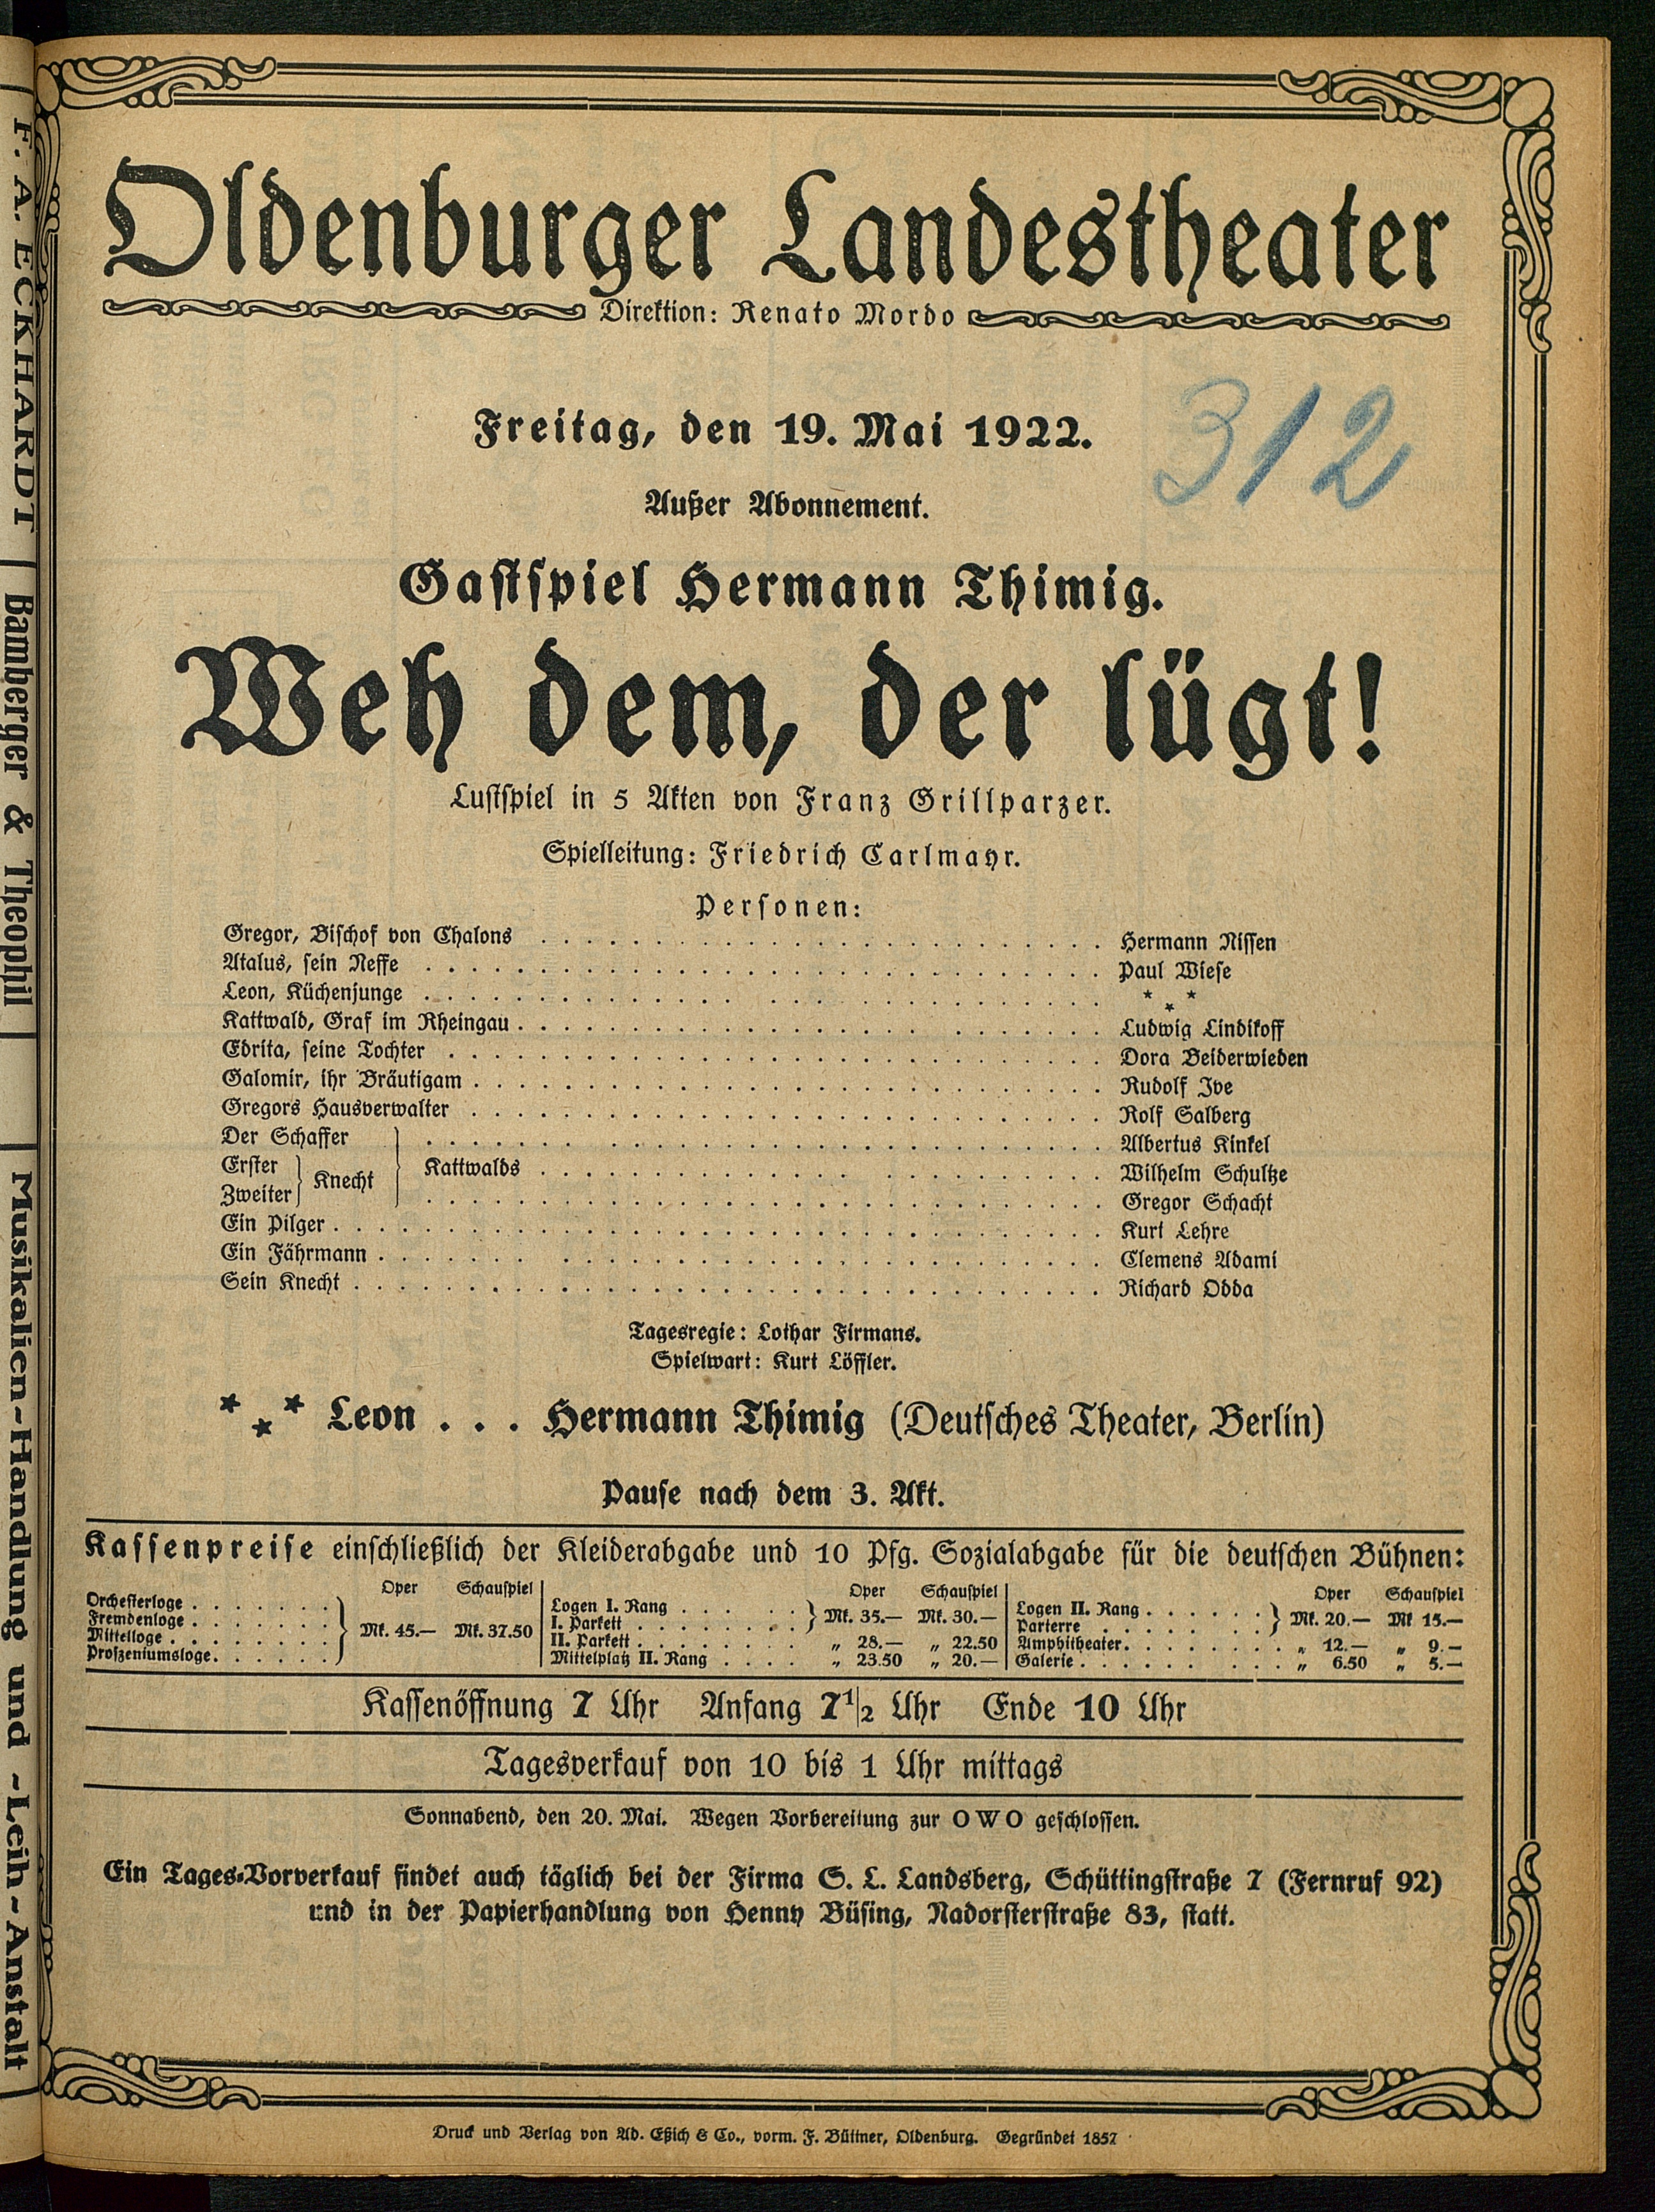 Oldenburger Landestheater
Direktion: Renato Mordo
Freitag, den 19. Mai 1922.
312
Außer Abonnement.
Gastspiel Hermann Thimig.
Weh dem, der lügt!
Lustspiel in 5 Akten von Franz Grillparzer.
Spielleitung: Friedrich Carlmayr.
Personen:
Gregor, Bischof von Chalons . . . Hermann Nissen
Atalus, sein Neffe . . . Paul Wiese
Leon, Küchenjunge . . . * * *
Kattwald, Graf im Rheingau . . . Ludwig Lindikoff
Edrita, seine Tochter . . . Dora Beiderwieden
Galomir, ihr Bräutigam . . . Rudolf Ive
Gregors Hausverwalter . . . Rolf Salberg
Der Schaffer . . . Albertus Kinkel
Erster } Knecht } Kattwalds . . . Wilhelm Schultze
Zweiter . . . Gregor Schacht
Ein Pilger . . . Kurt Lehre
Ein Fährmann . . . Clemens Adami
Sein Knecht . . . Richard Odda
Tagesregie: Lothar Firmans.
Spielwart: Kurt Löffler.
* * * Leon . . . Hermann Thimig (Deutsches Theater, Berlin)
Pause nach dem 3. Akt.
Kassenpreise einschließlich der Kleiderabgabe und 10 Pfg. Sozialabgabe für die deutschen Bühnen:
Oper Schauspiel
Orchesterloge . . .
Fremdenloge . . .
Mittelloge . . . } Mk. 45.— Mk. 37.50
Proszeniumsloge . . .
Oper Schauspiel
Logen I. Rang . . .
I. Parkett . . . } Mk. 35.— Mk. 30.—
II. Parkett . . . „ 28.— „ 22.50
Mittelplatz II. Rang . . . „ 23.50 „ 20.—
Oper Schauspiel
Logen II. Rang . . .
Parterre . . . } Mk. 20.— Mk 15.—
Amphitheater . . . „ 12.— „ 9.—
Galerie . . . „ 6.50 „ 5.—
Kassenöffnung 7 Uhr Anfang 7 1/2 Uhr Ende 10 Uhr
Tagesverkauf von 10 bis 1 Uhr mittags
Sonnabend, den 20. Mai. Wegen Vorbereitung zur OWO geschlossen.
Ein Tages-Vorverkauf findet auch täglich bei der Firma S. L. Landsberg, Schüttingstraße 7 (Fernruf 92)
und in der Papierhandlung von Henny Büsing, Nadorsterstraße 83, statt.
Druck und Verlag von Ad. Eßich & Co., vorm. F. Büttner, Oldenburg. Gegründet 1857
F. A. ECKHARDT
Bamberger & Theophil
Musikalien-Handlung und -Leih-Anstalt